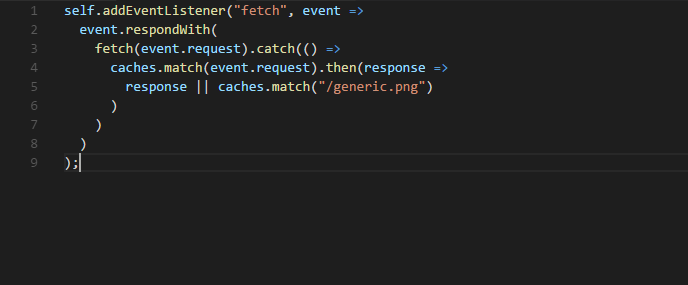 1 self.addEventListener("fetch", event =>
2   event.respondWith(
3     fetch(event.request).catch(() =>
4       caches.match(event.request).then(response =>
5         response || caches.match("/generic.png")
6       )
7     )
8   )
9 );